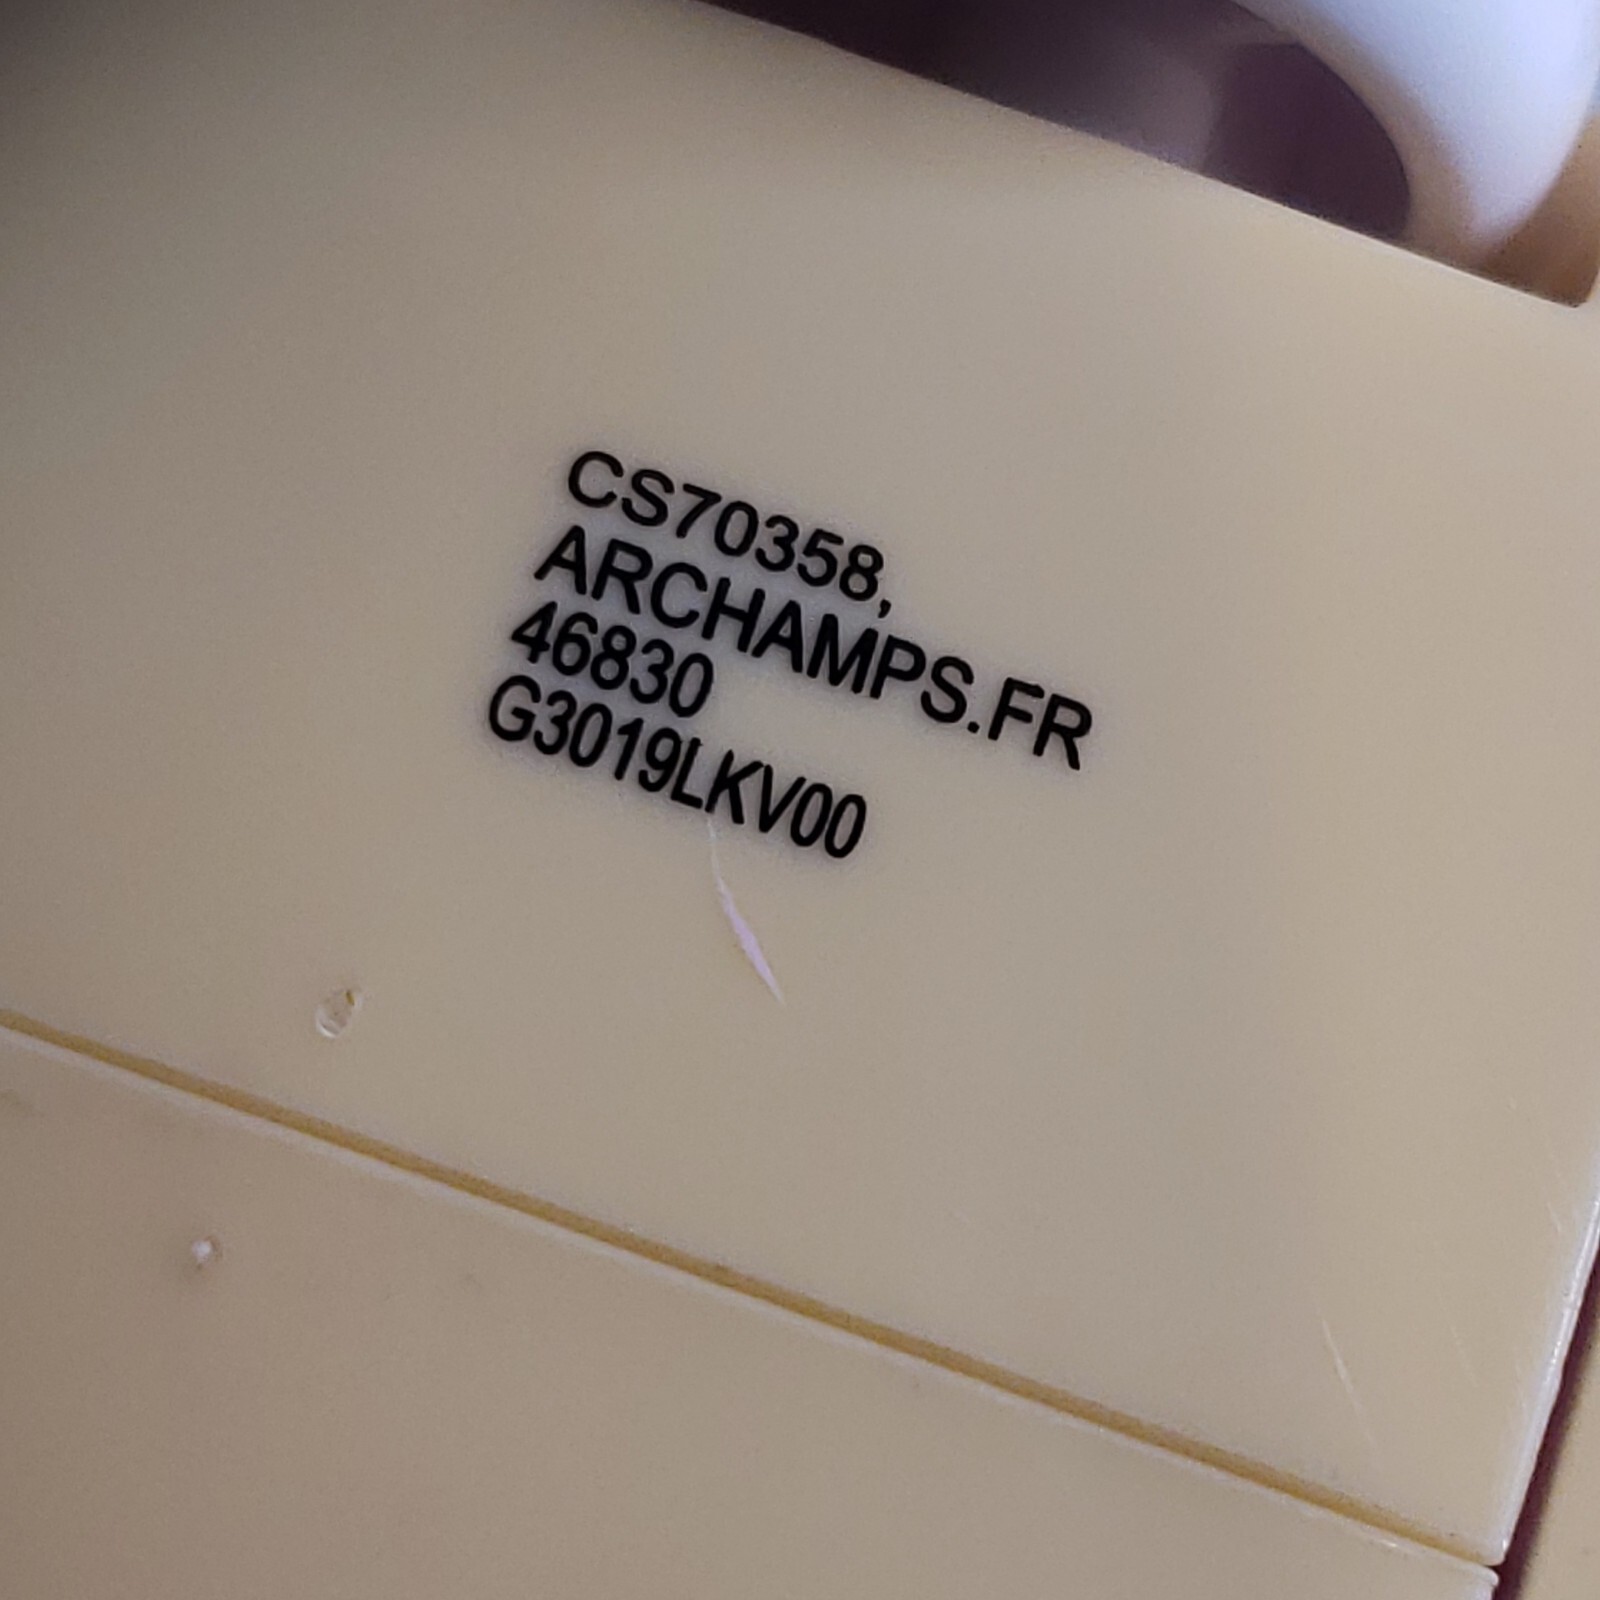 CS70358,
ARCHAMPS.FR
46830
G3019LKV00